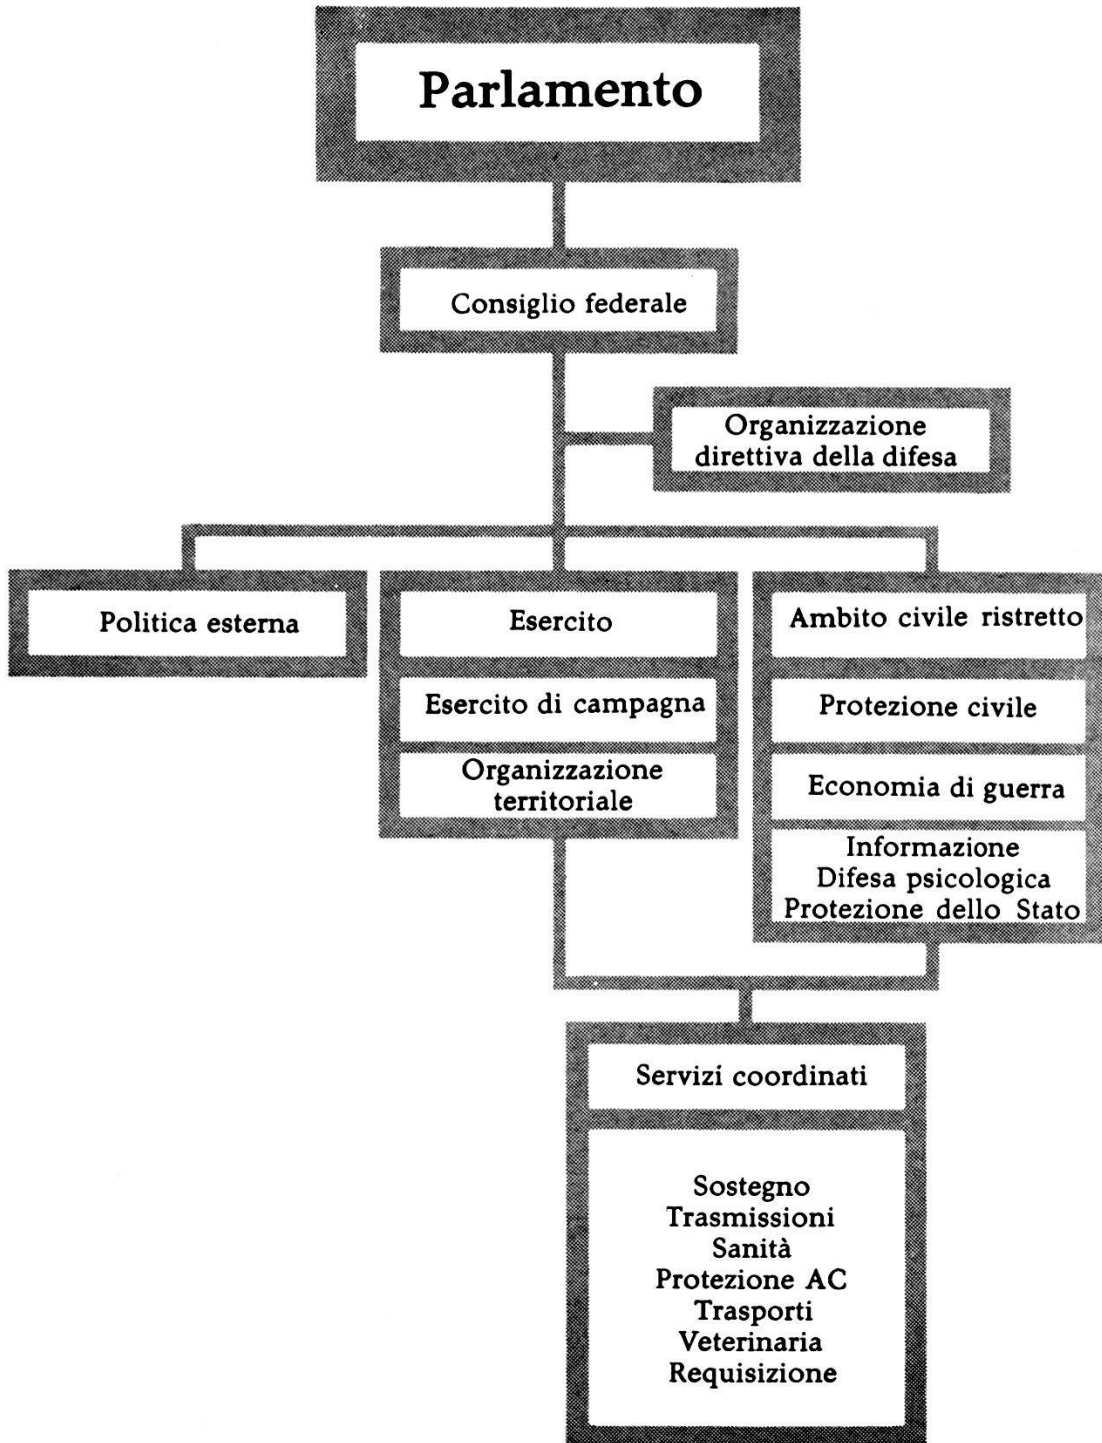 Parlamento
Consiglio federale
Organizzazione
direttiva della difesa
Politica esterna
Esercito
Esercito di campagna
Organizzazione
territoriale
Ambito civile ristretto
Protezione civile
Economia di guerra
Informazione
Difesa psicologica
Protezione dello Stato
Servizi coordinati
Sostegno
Trasmissioni
Sanità
Protezione AC
Trasporti
Veterinaria
Requisizione